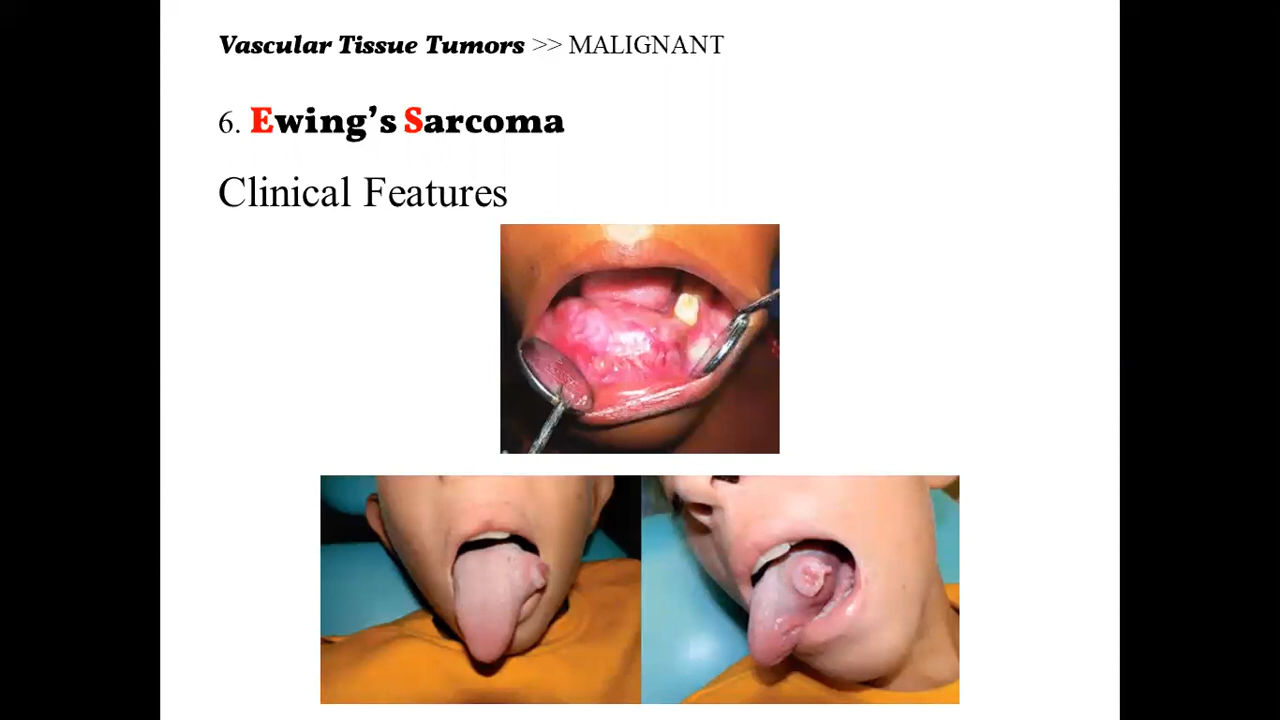 Vascular Tissue Tumors >> MALIGNANT
6. Ewing’s Sarcoma
Clinical Features